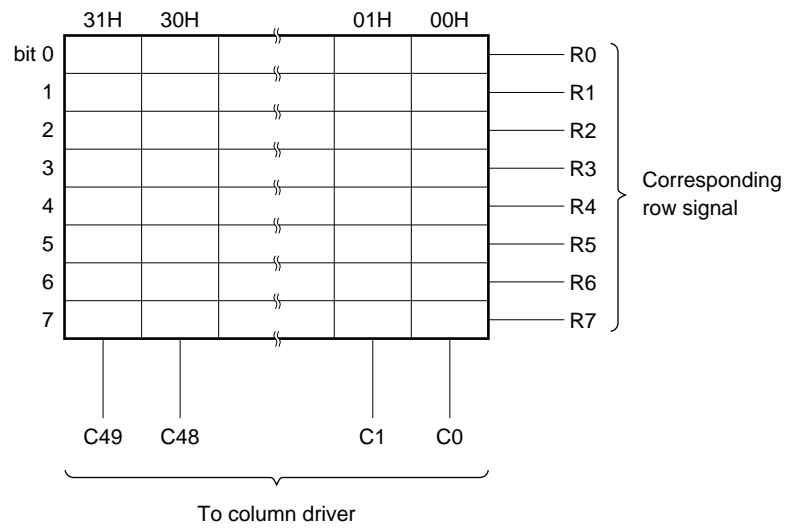 31H 30H 01H 00H
bit 0 R0
1 R1
2 R2
3 R3
Corresponding
row signal
4 R4
5 R5
6 R6
7 R7
C49 C48 C1 C0
To column driver